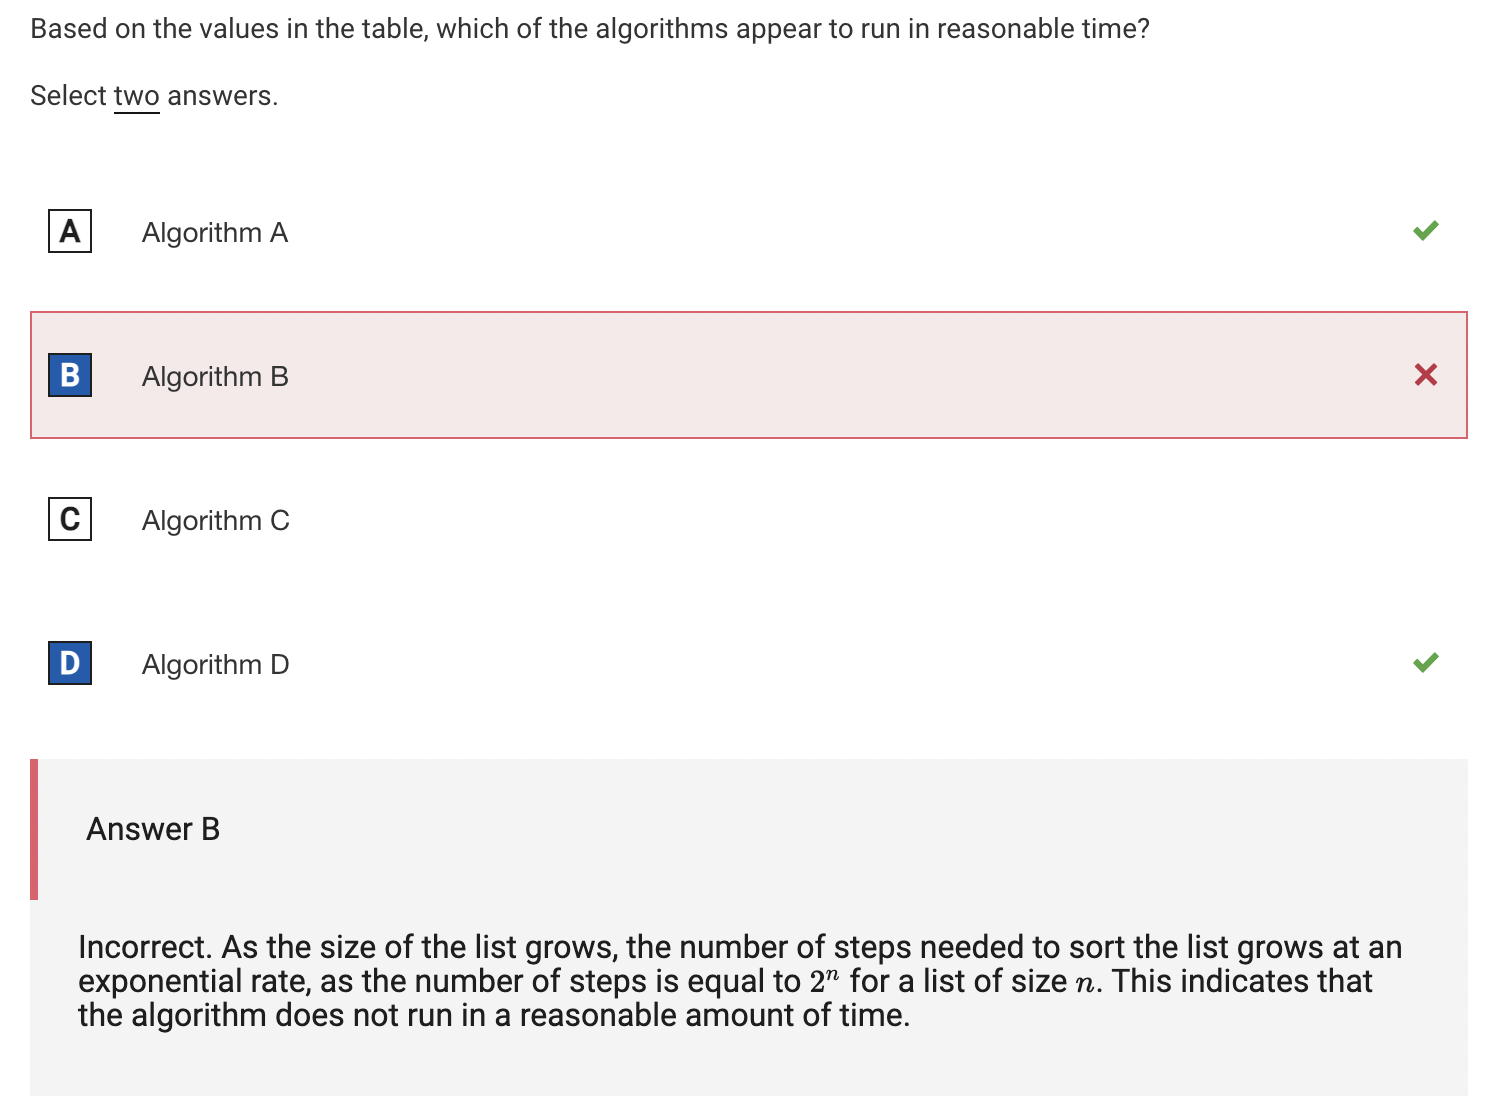 Based on the values in the table, which of the algorithms appear to run in reasonable time?
Select two answers.
A Algorithm A
B Algorithm B
C Algorithm C
D Algorithm D
Answer B
Incorrect. As the size of the list grows, the number of steps needed to sort the list grows at an
exponential rate, as the number of steps is equal to 2ⁿ for a list of size n. This indicates that
the algorithm does not run in a reasonable amount of time.